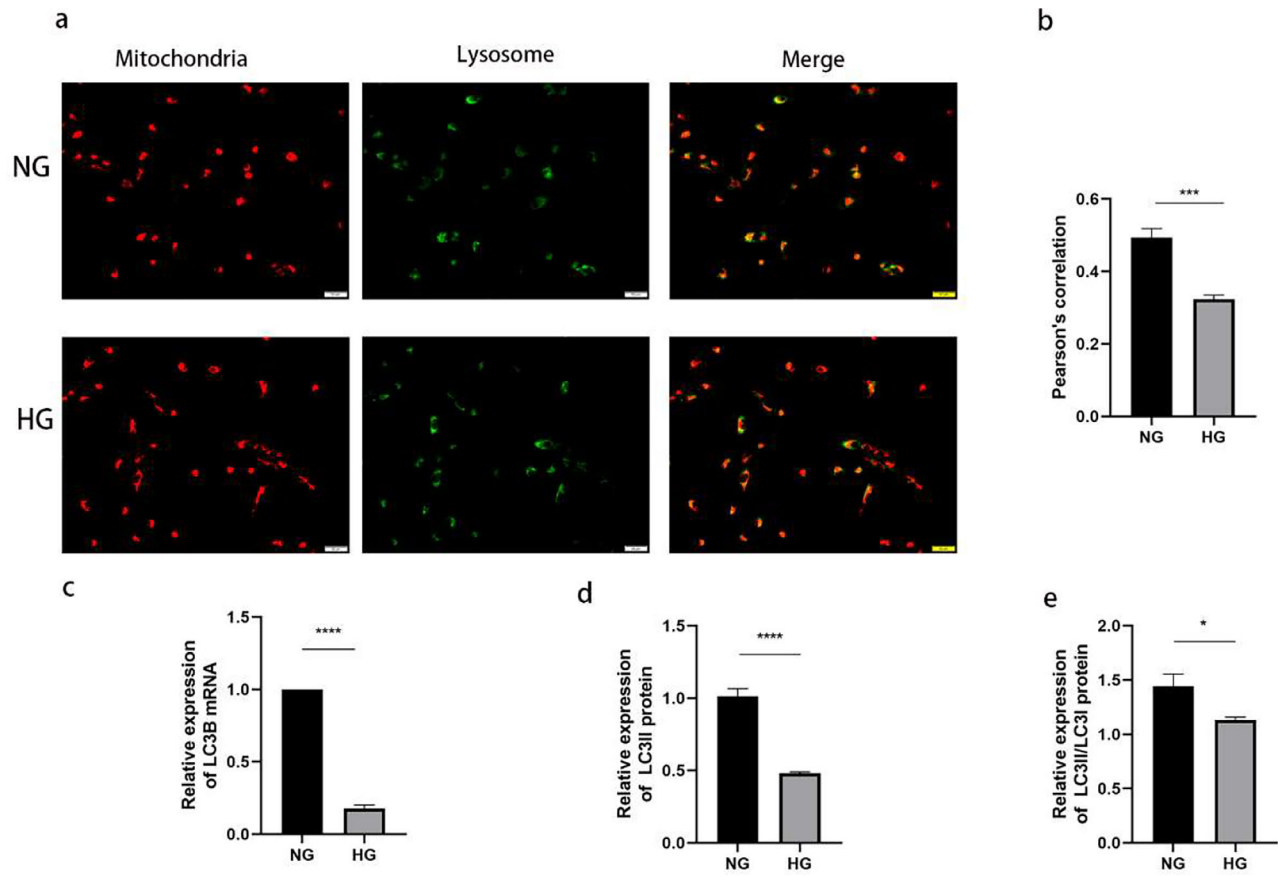 a
b
Mitochondria
Lysosome
Merge
NG
HG
Pearson's correlation
0.6
0.4
0.2
0.0
***
NG
HG
c
Relative expression
of LC3B mRNA
1.5
1.0
0.5
0.0
****
NG
HG
d
Relative expression
of LC3II protein
1.5
1.0
0.5
0.0
****
NG
HG
e
Relative expression
of LC3II/LC3I protein
2.0
1.5
1.0
0.5
0.0
*
NG
HG